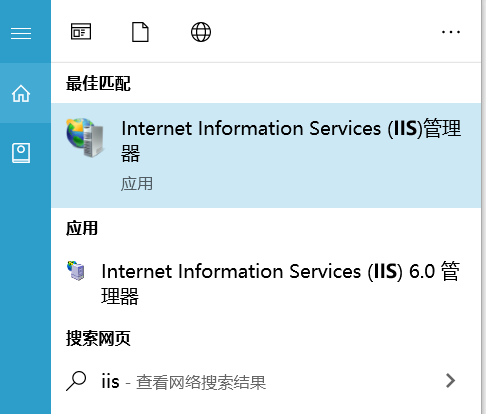 最佳匹配
Internet Information Services (IIS)管理
器
应用
应用
Internet Information Services (IIS) 6.0 管
理器
搜索网页
iis - 查看网络搜索结果